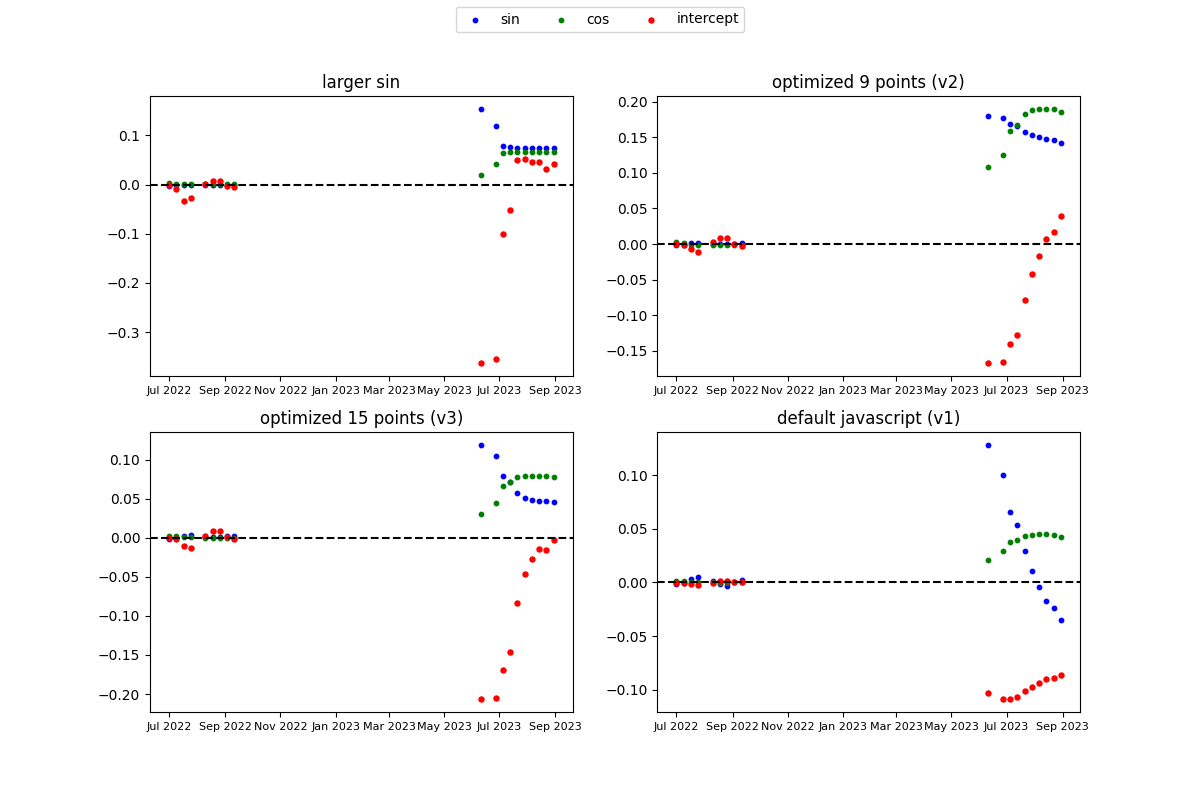 sin cos intercept
larger sin
0.1
0.0
−0.1
−0.2
−0.3
Jul 2022 Sep 2022 Nov 2022 Jan 2023 Mar 2023 May 2023 Jul 2023 Sep 2023
optimized 9 points (v2)
0.20
0.15
0.10
0.05
0.00
−0.05
−0.10
−0.15
Jul 2022 Sep 2022 Nov 2022 Jan 2023 Mar 2023 May 2023 Jul 2023 Sep 2023
optimized 15 points (v3)
0.10
0.05
0.00
−0.05
−0.10
−0.15
−0.20
Jul 2022 Sep 2022 Nov 2022 Jan 2023 Mar 2023 May 2023 Jul 2023 Sep 2023
default javascript (v1)
0.10
0.05
0.00
−0.05
−0.10
Jul 2022 Sep 2022 Nov 2022 Jan 2023 Mar 2023 May 2023 Jul 2023 Sep 2023